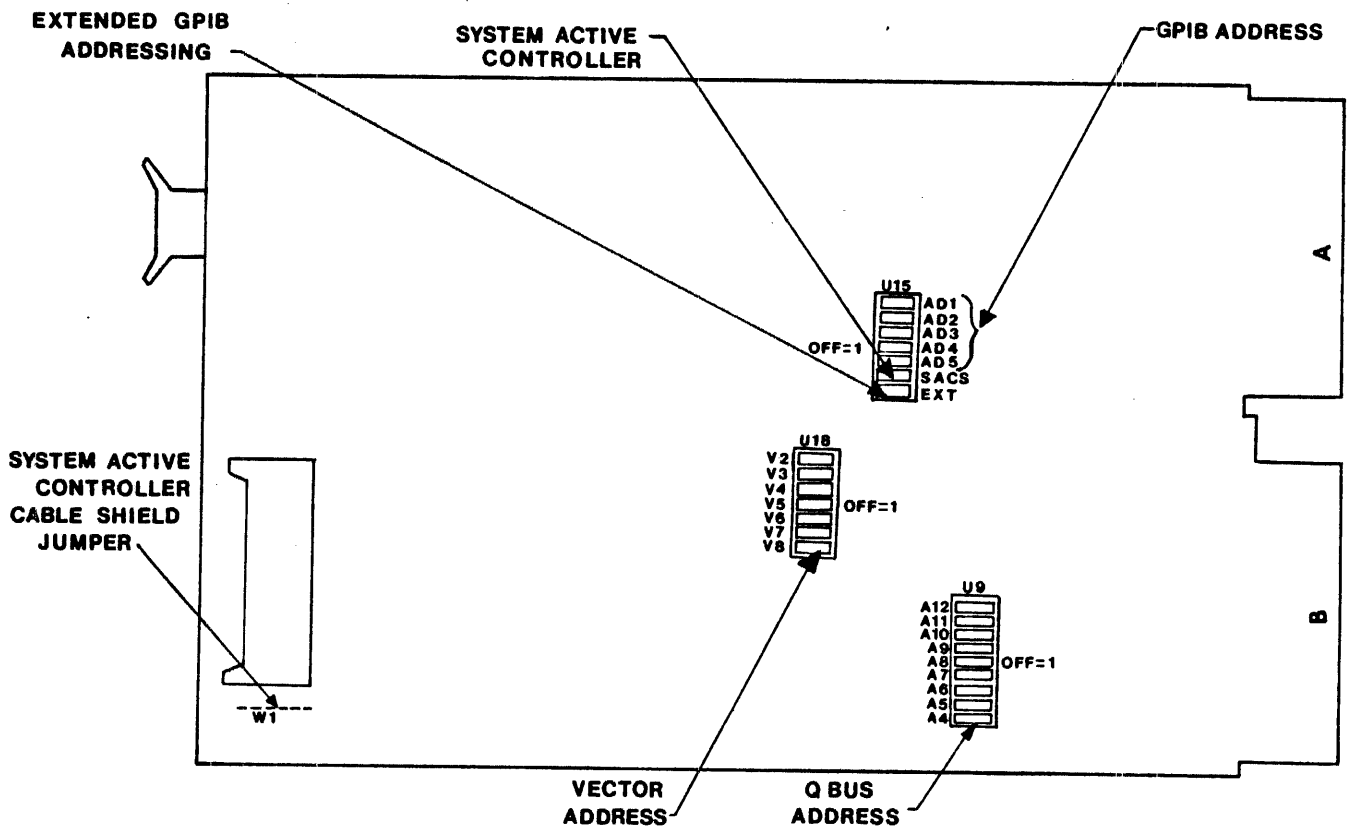 EXTENDED GPIB
ADDRESSING
SYSTEM ACTIVE
CONTROLLER
GPIB ADDRESS
A
U15
AD1
AD2
AD3
AD4
AD5
SACS
EXT
OFF=1
U18
V2
V3
V4
V5
V6
V7
V8
OFF=1
SYSTEM ACTIVE
CONTROLLER
CABLE SHIELD
JUMPER
W1
U9
A12
A11
A10
A9
A8
A7
A6
A5
A4
OFF=1
B
VECTOR
ADDRESS
Q BUS
ADDRESS